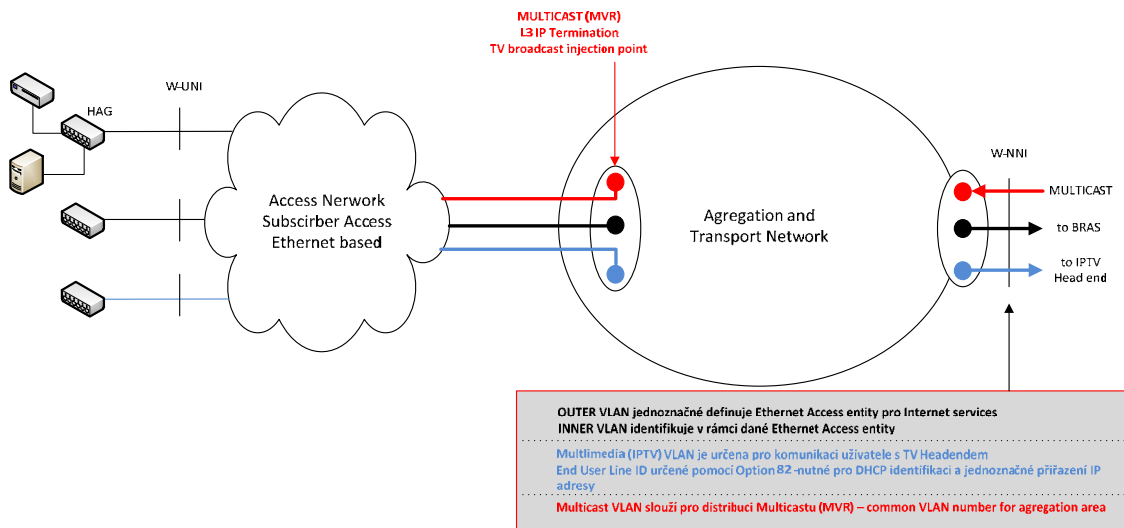 MULTICAST (MVR)
L3 IP Termination
TV broadcast injection point
W-UNI
HAG
W-NNI
Access Network
Subscirber Access
Ethernet based
Agregation and
Transport Network
MULTICAST
to BRAS
to IPTV
Head end
OUTER VLAN jednoznačné definuje Ethernet Access entity pro Internet services
INNER VLAN identifikuje v rámci dané Ethernet Access entity
Multlimedia (IPTV) VLAN je určena pro komunikaci uživatele s TV Headendem
End User Line ID určené pomocí Option 82-nutné pro DHCP identifikaci a jednoznačné přiřazení IP
adresy
Multicast VLAN slouží pro distribuci Multicastu (MVR) – common VLAN number for agregation area